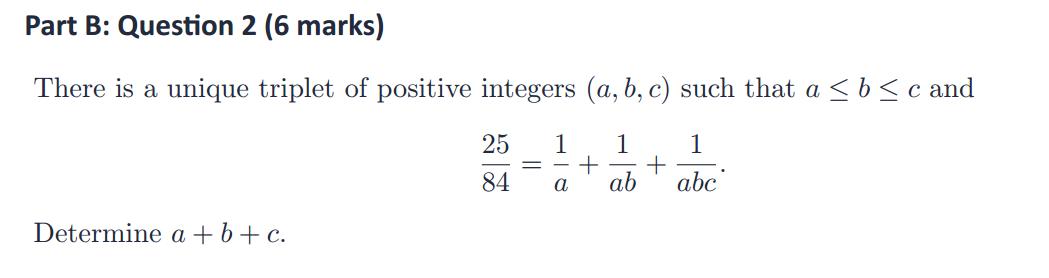 Part B: Question 2 (6 marks)
There is a unique triplet of positive integers (a, b, c) such that a ≤ b ≤ c and
25/84 = 1/a + 1/ab + 1/abc.
Determine a + b + c.